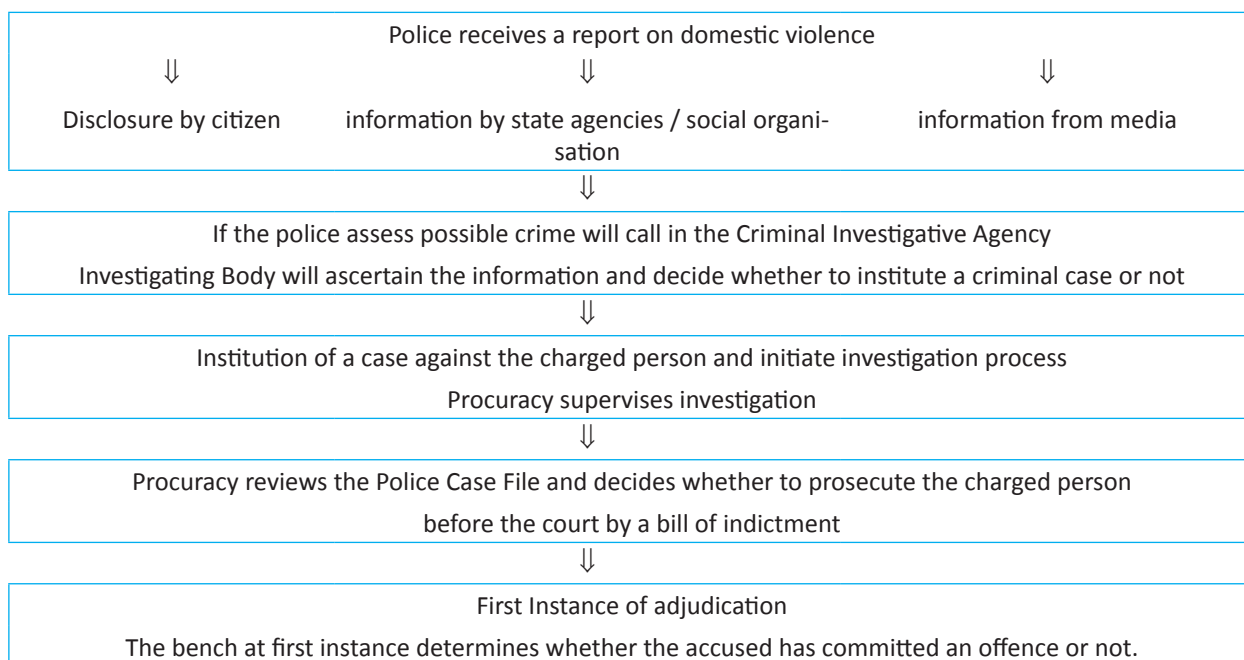 Police receives a report on domestic violence
⇓ ⇓ ⇓
Disclosure by citizen information by state agencies / social organi- information from media
sation
⇓
If the police assess possible crime will call in the Criminal Investigative Agency
Investigating Body will ascertain the information and decide whether to institute a criminal case or not
⇓
Institution of a case against the charged person and initiate investigation process
Procuracy supervises investigation
⇓
Procuracy reviews the Police Case File and decides whether to prosecute the charged person
before the court by a bill of indictment
⇓
First Instance of adjudication
The bench at first instance determines whether the accused has committed an offence or not.